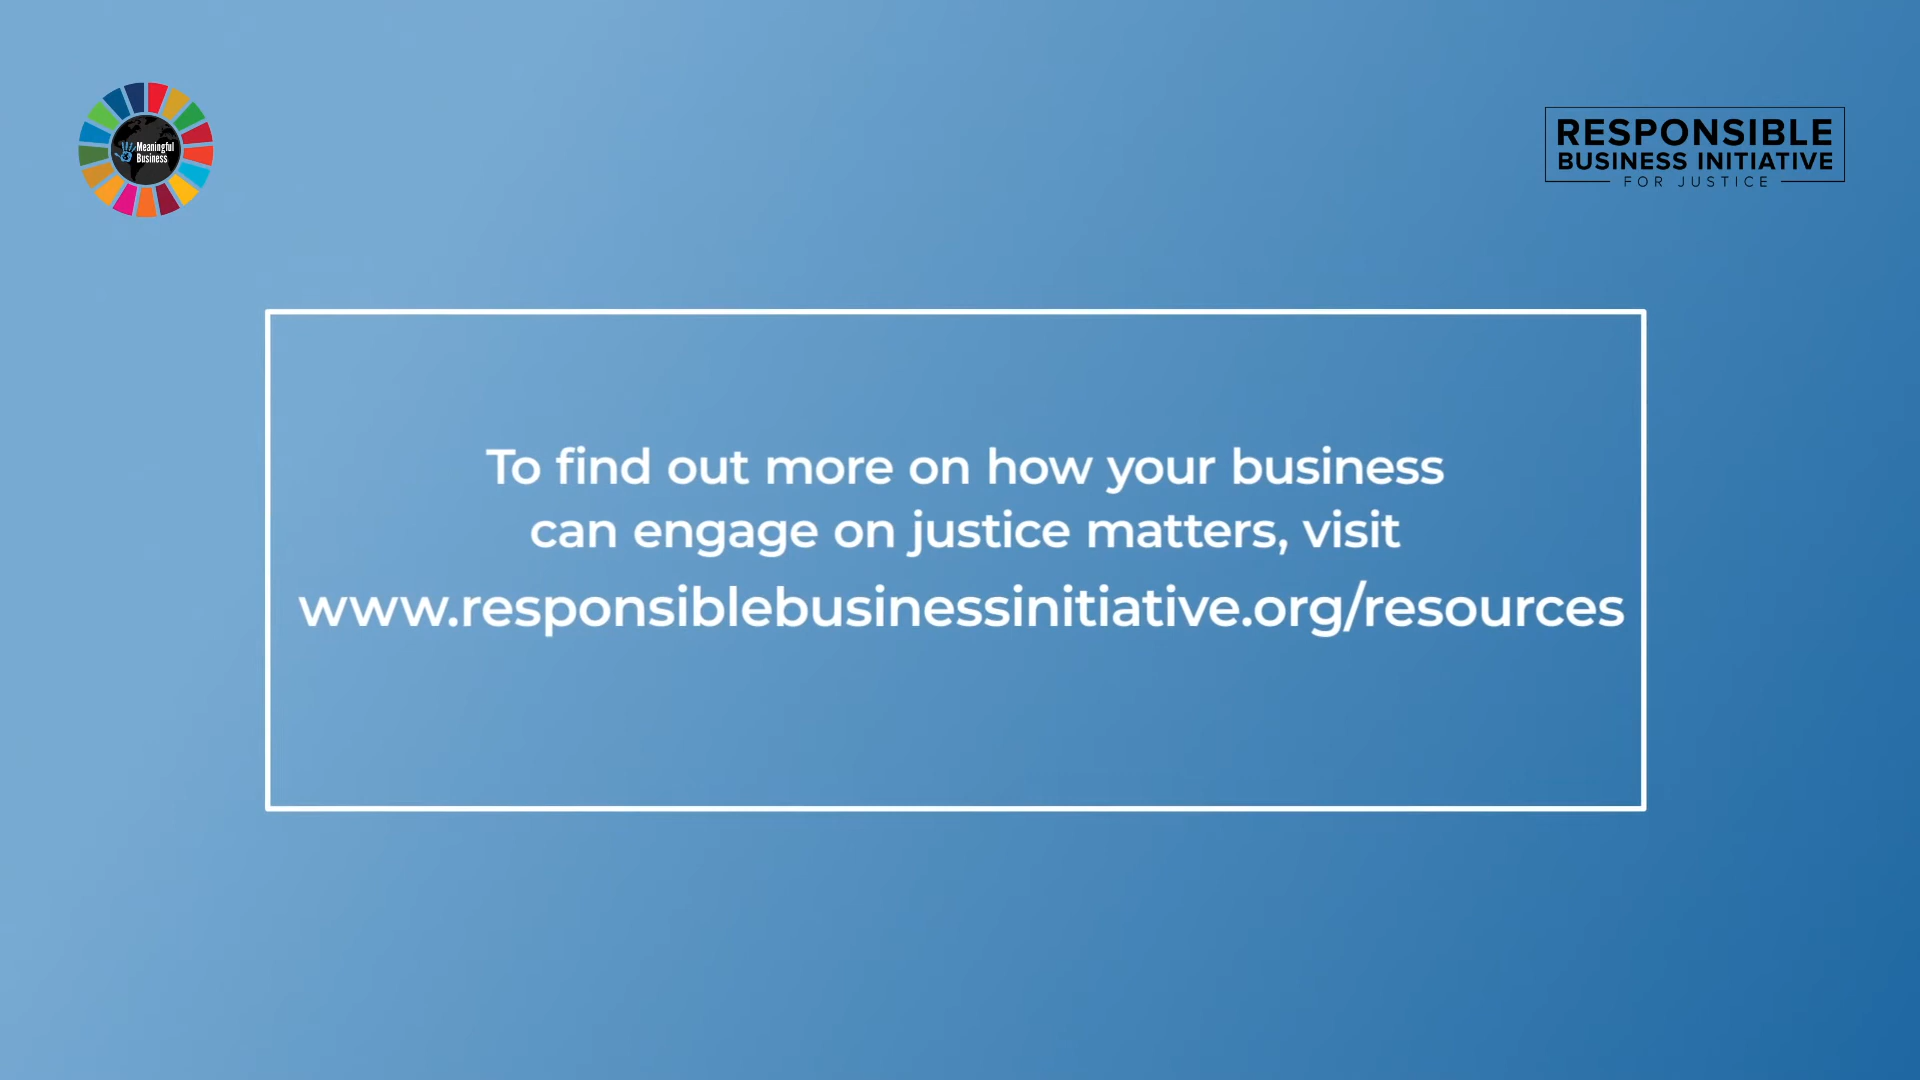 Meaningful
Business
RESPONSIBLE
BUSINESS INITIATIVE
FOR JUSTICE
To find out more on how your business
can engage on justice matters, visit
www.responsiblebusinessinitiative.org/resources